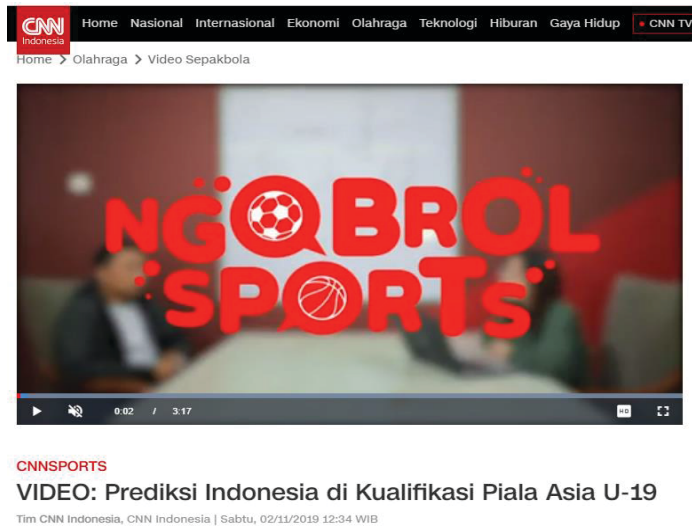 CNN
Indonesia
Home Nasional Internasional Ekonomi Olahraga Teknologi Hiburan Gaya Hidup • CNN TV
Home > Olahraga > Video Sepakbola
NGOBROL
SPORTs
0:02 / 3:17 HD
CNNSPORTS
VIDEO: Prediksi Indonesia di Kualifikasi Piala Asia U-19
Tim CNN Indonesia, CNN Indonesia | Sabtu, 02/11/2019 12:34 WIB